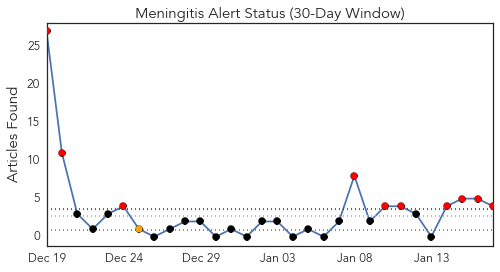 Meningitis Alert Status (30-Day Window)
Articles Found
25
20
15
10
5
0
Dec 19 Dec 24 Dec 29 Jan 03 Jan 08 Jan 13